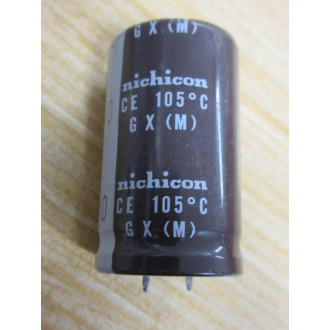 G X (M)
nichicon
CE 105°C
G X (M)
nichicon
CE 105°C
G X (M)